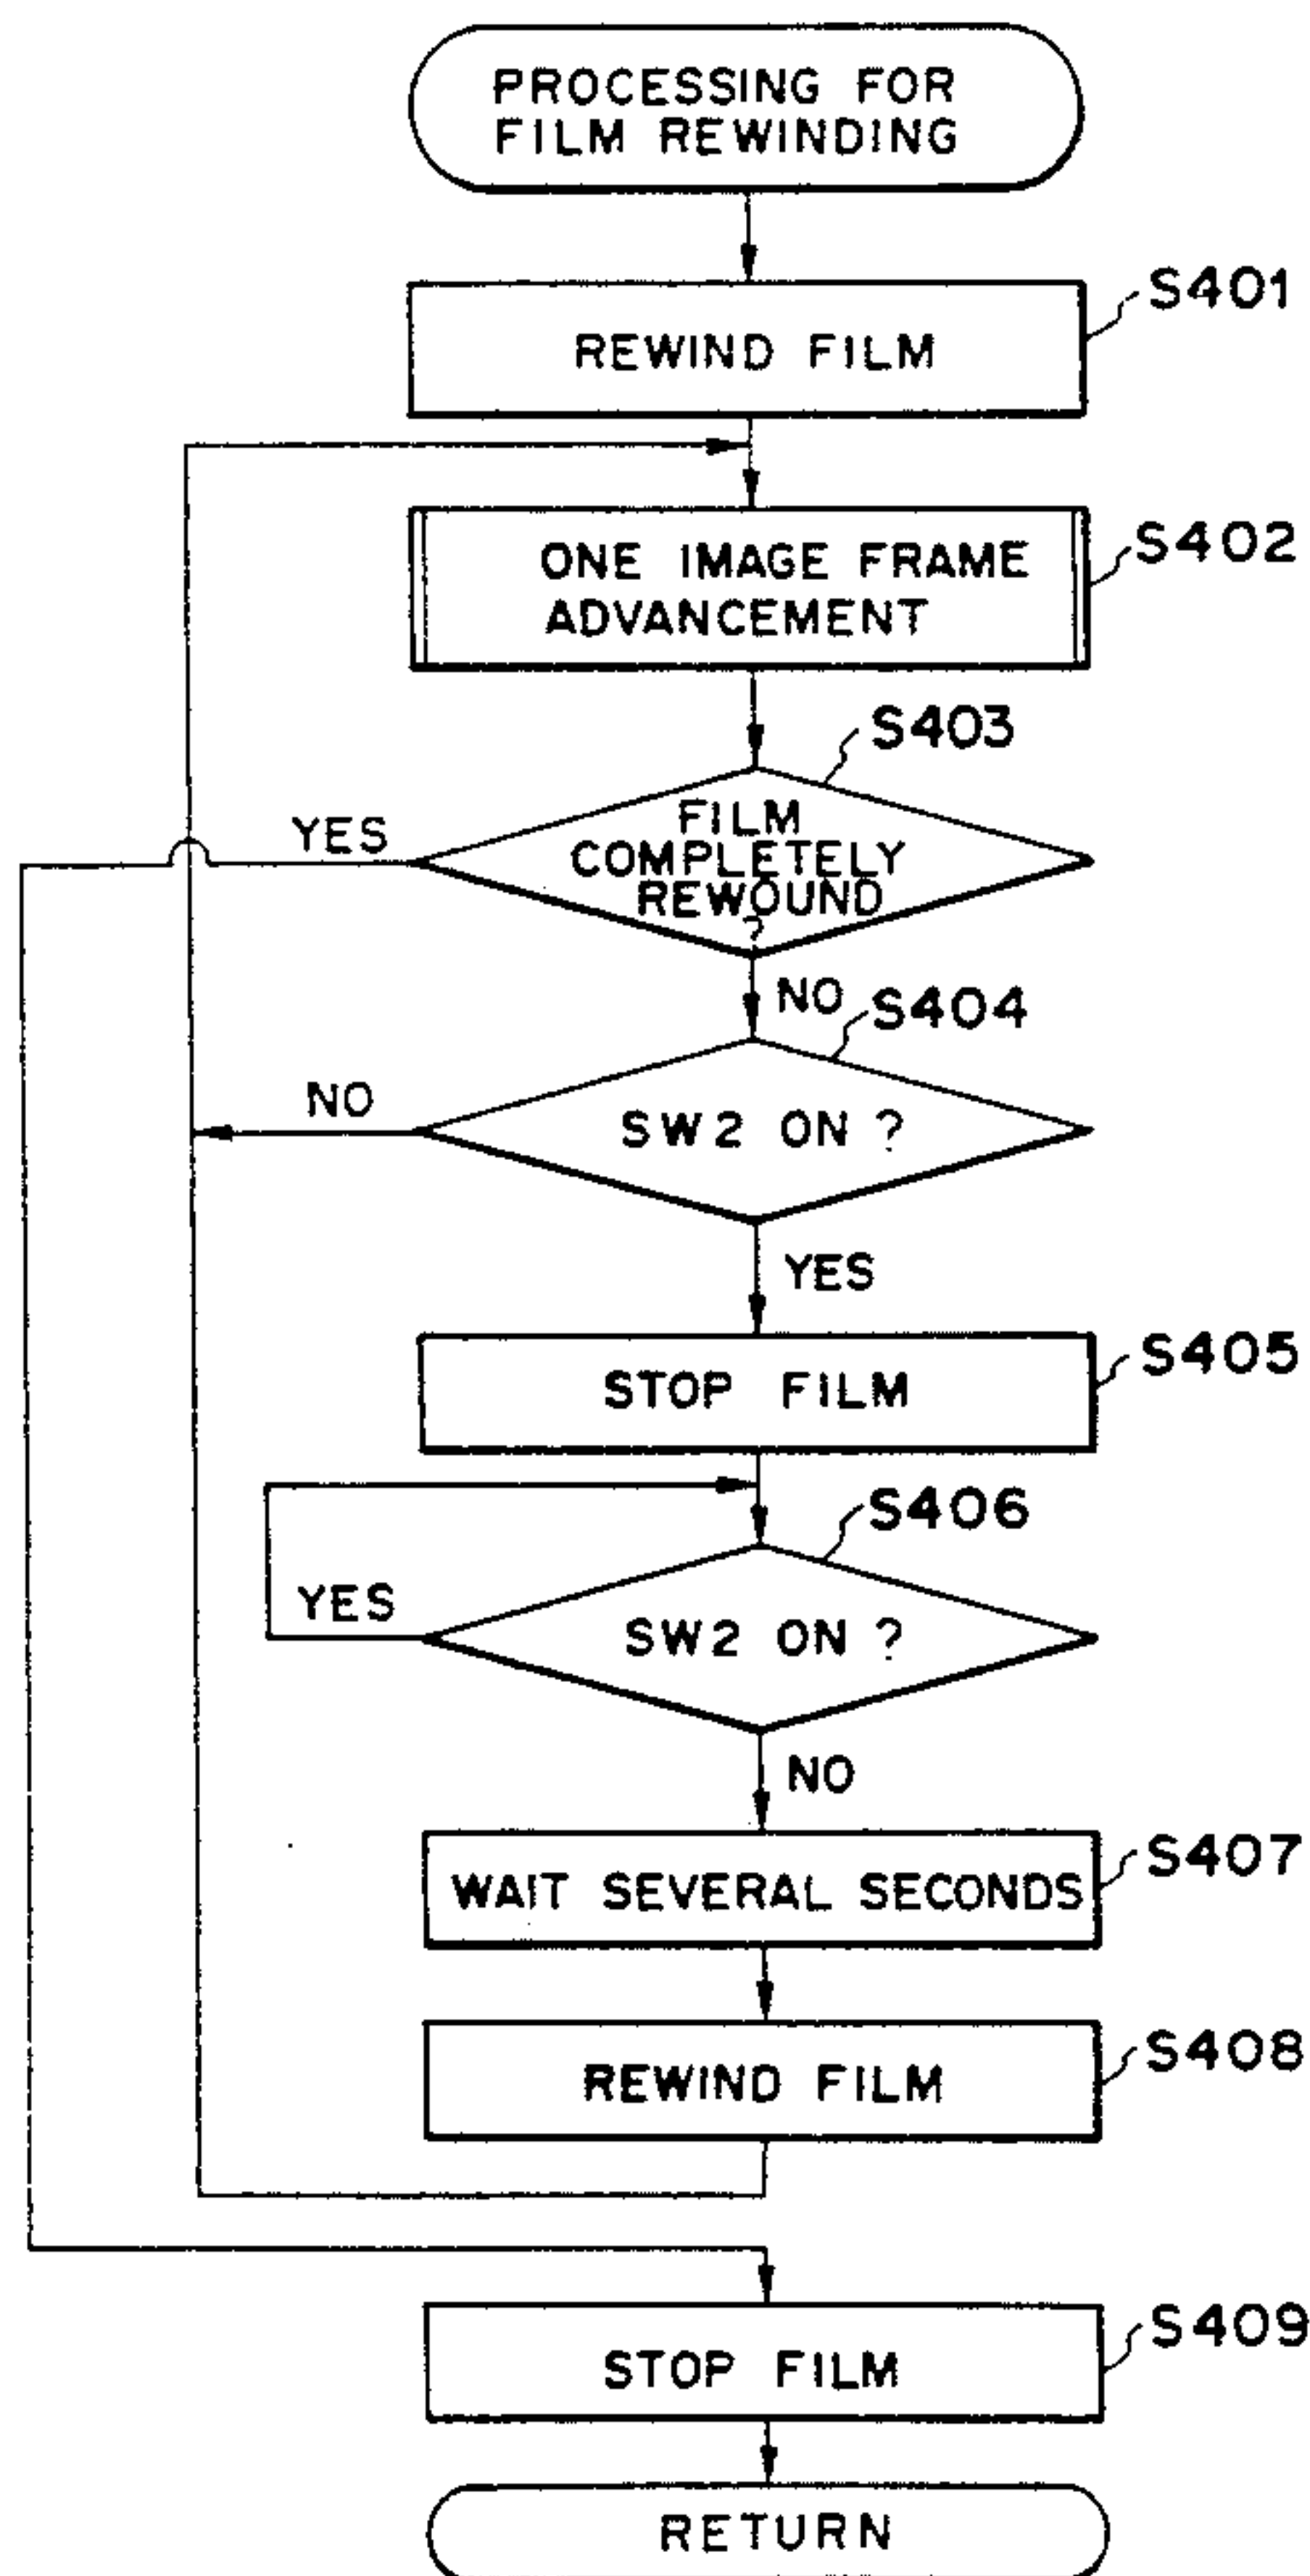 PROCESSING FOR
FILM REWINDING
S401
REWIND FILM
S402
ONE IMAGE FRAME
ADVANCEMENT
S403
YES
FILM
COMPLETELY
REWOUND
?
NO
S404
NO
SW2 ON ?
YES
S405
STOP FILM
S406
YES
SW2 ON ?
NO
S407
WAIT SEVERAL SECONDS
S408
REWIND FILM
S409
STOP FILM
RETURN